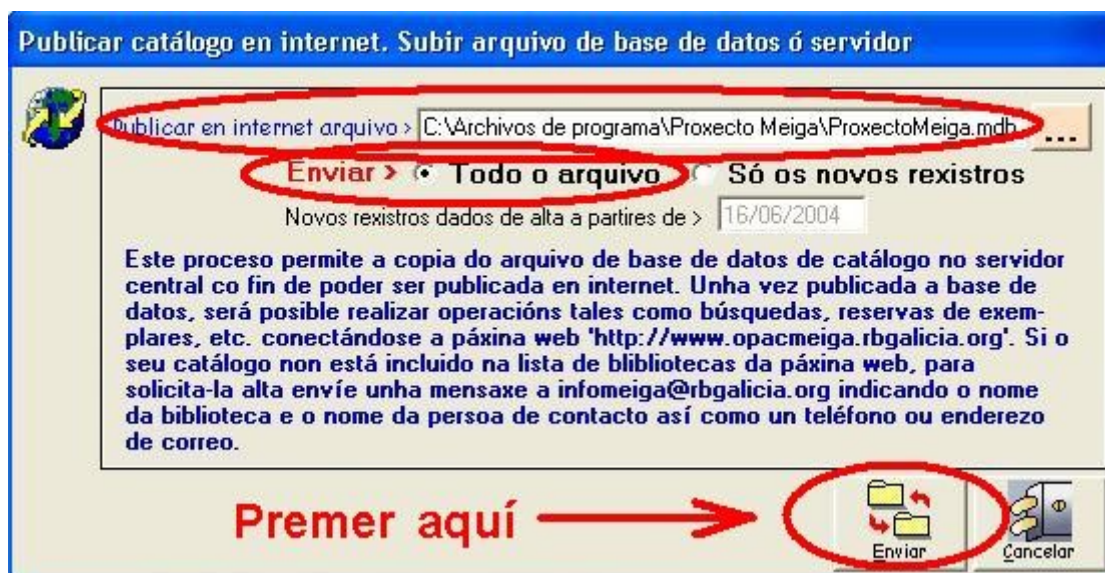 Publicar catálogo en internet. Subir arquivo de base de datos ó servidor
Publicar en internet arquivo > C:\Archivos de programa\Proxecto Meiga\ProxectoMeiga.mdb ...
Enviar > Todo o arquivo Só os novos rexistros
Novos rexistros dados de alta a partires de > 16/06/2004
Este proceso permite a copia do arquivo de base de datos de catálogo no servidor
central co fin de poder ser publicada en internet. Unha vez publicada a base de
datos, será posible realizar operacións tales como búsquedas, reservas de exem-
plares, etc. conectándose a páxina web 'http://www.opacmeiga.rbgalicia.org'. Si o
seu catálogo non está incluido na lista de blibliotecas da páxina web, para
solicita-la alta envíe unha mensaxe a infomeiga@rbgalicia.org indicando o nome
da biblioteca e o nome da persoa de contacto así como un teléfono ou enderezo
de correo.
Premer aquí
Enviar Cancelar